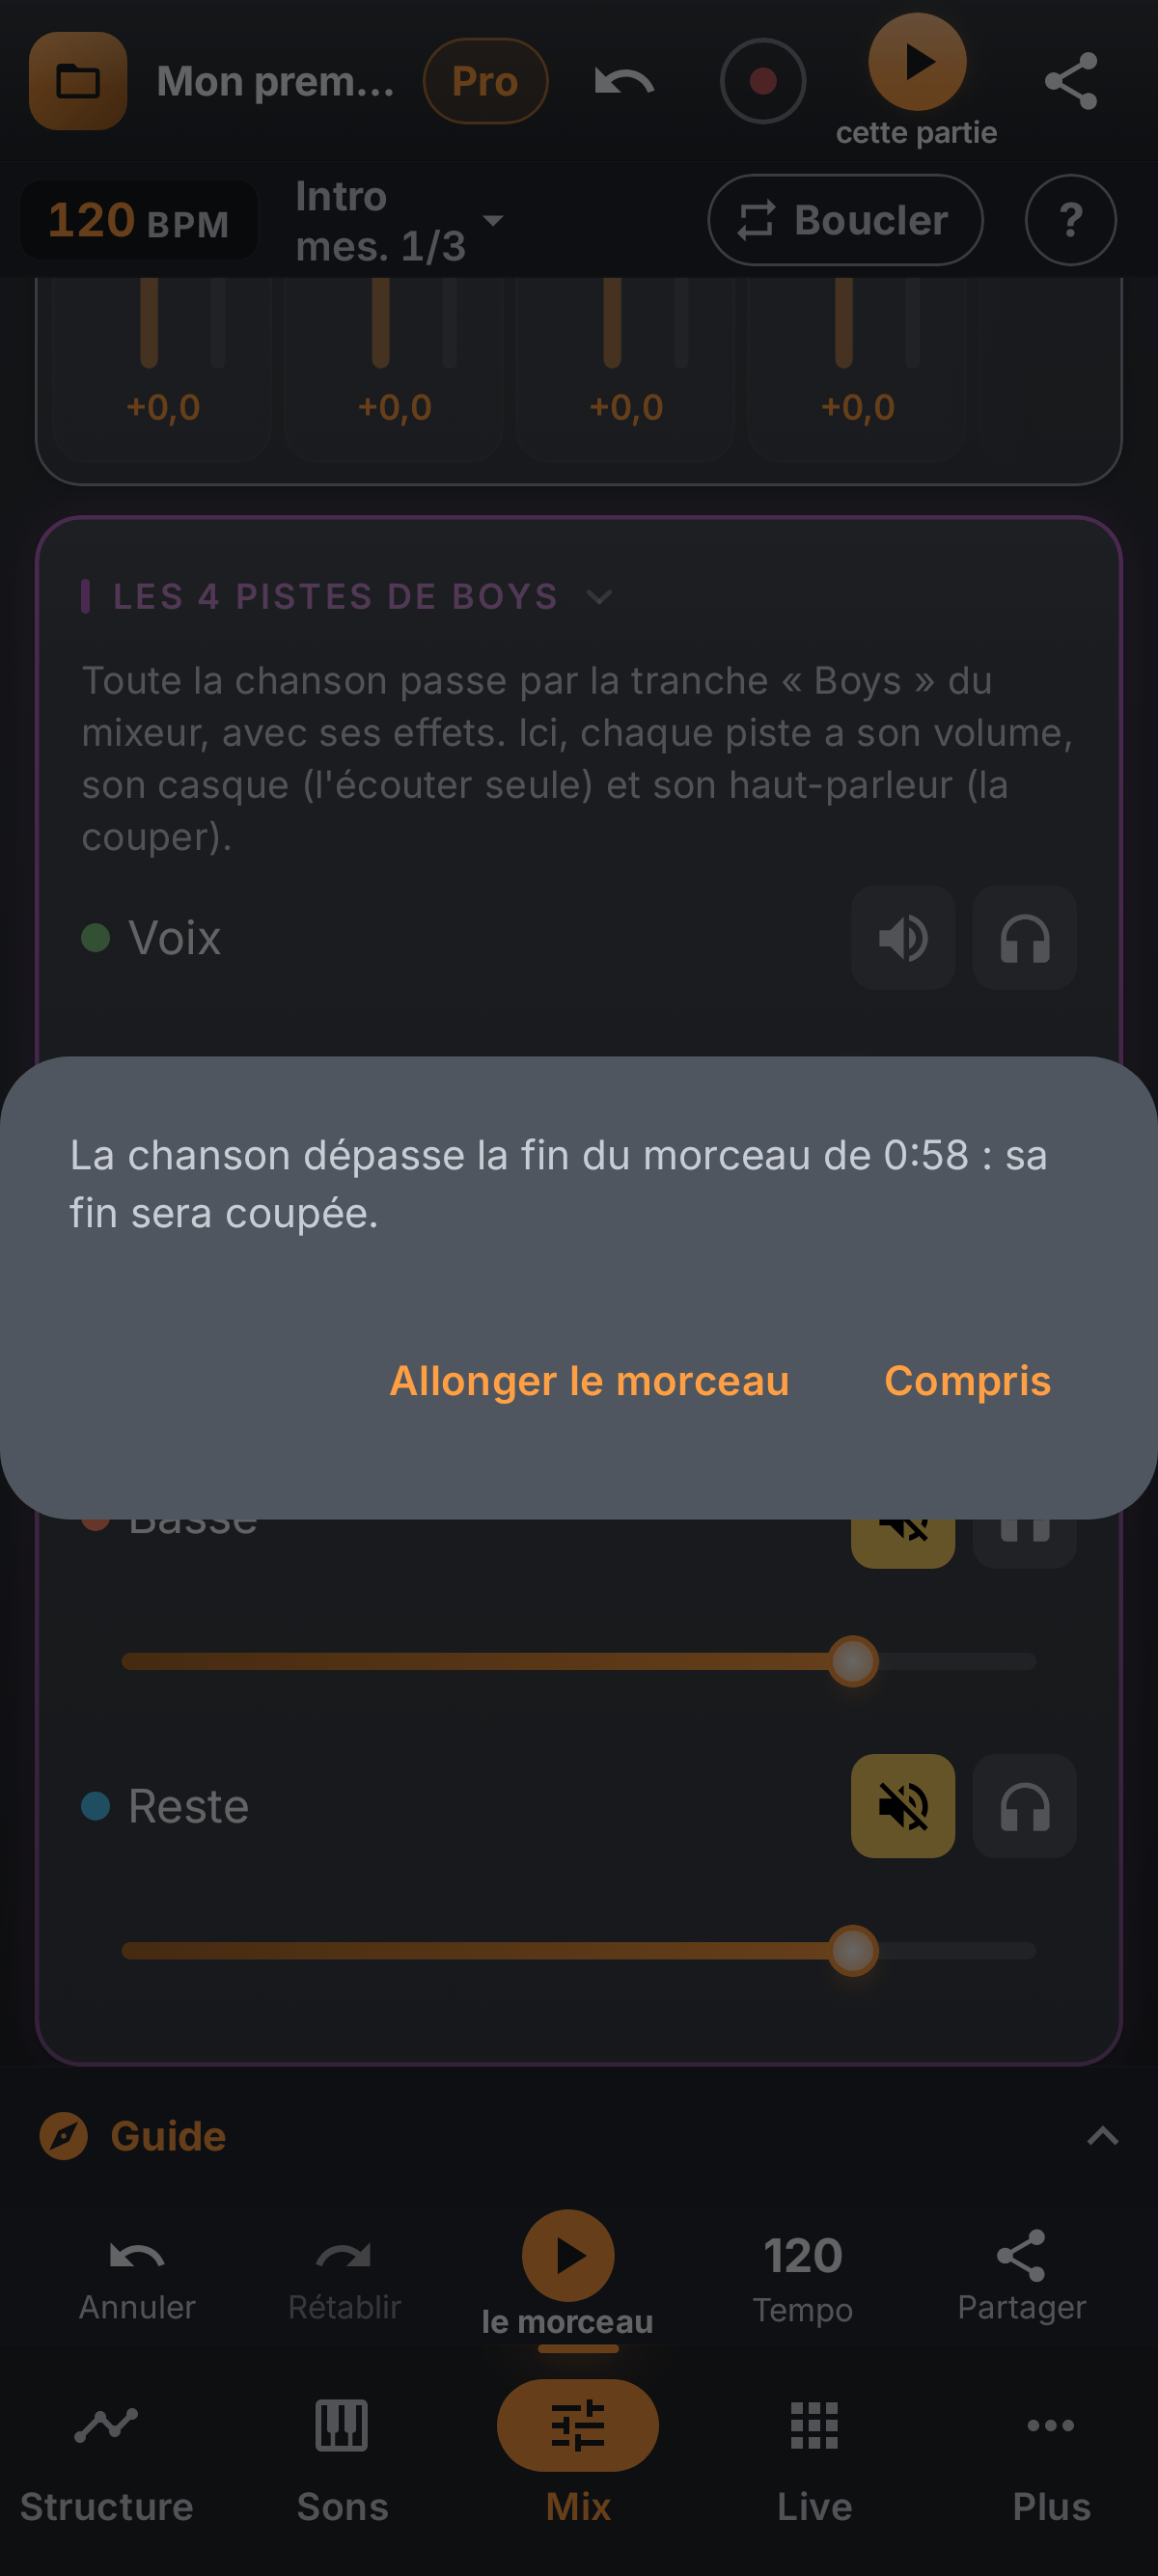 Mon prem...
Pro
cette partie
120 BPM
Intro
mes. 1/3
Boucler
?
+0,0
+0,0
+0,0
+0,0
LES 4 PISTES DE BOYS
Toute la chanson passe par la tranche « Boys » du
mixeur, avec ses effets. Ici, chaque piste a son volume,
son casque (l'écouter seule) et son haut-parleur (la
couper).
Voix
La chanson dépasse la fin du morceau de 0:58 : sa
fin sera coupée.
Allonger le morceau
Compris
Basse
Reste
Guide
Annuler
Rétablir
le morceau
120
Tempo
Partager
Structure
Sons
Mix
Live
Plus